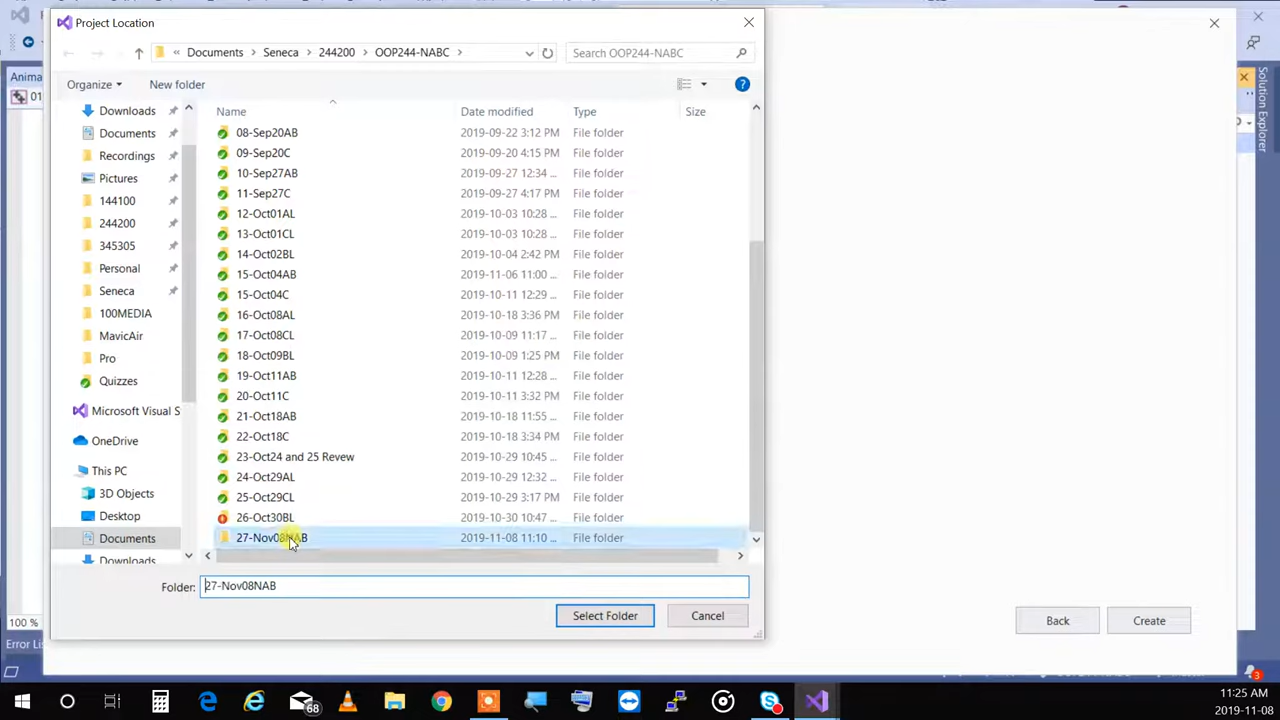 Project Location
« Documents > Seneca > 244200 > OOP244-NABC >
Search OOP244-NABC
Organize
New folder
Name Date modified Type Size
Downloads
Documents
Recordings
Pictures
144100
244200
345305
Personal
Seneca
100MEDIA
MavicAir
Pro
Quizzes
Microsoft Visual S
OneDrive
This PC
3D Objects
Desktop
Documents
Downloads
08-Sep20AB 2019-09-22 3:12 PM File folder
09-Sep20C 2019-09-20 4:15 PM File folder
10-Sep27AB 2019-09-27 12:34 ... File folder
11-Sep27C 2019-09-27 4:17 PM File folder
12-Oct01AL 2019-10-03 10:28 ... File folder
13-Oct01CL 2019-10-03 10:28 ... File folder
14-Oct02BL 2019-10-04 2:42 PM File folder
15-Oct04AB 2019-11-06 11:00 ... File folder
15-Oct04C 2019-10-11 12:29 ... File folder
16-Oct08AL 2019-10-18 3:36 PM File folder
17-Oct08CL 2019-10-09 11:17 ... File folder
18-Oct09BL 2019-10-09 1:25 PM File folder
19-Oct11AB 2019-10-11 12:28 ... File folder
20-Oct11C 2019-10-11 3:32 PM File folder
21-Oct18AB 2019-10-18 11:55 ... File folder
22-Oct18C 2019-10-18 3:34 PM File folder
23-Oct24 and 25 Revew 2019-10-29 10:45 ... File folder
24-Oct29AL 2019-10-29 12:32 ... File folder
25-Oct29CL 2019-10-29 3:17 PM File folder
26-Oct30BL 2019-10-30 10:47 ... File folder
27-Nov08NAB 2019-11-08 11:10 ... File folder
Folder: 27-Nov08NAB
Select Folder
Cancel
Back
Create
Anima
01
100 %
Error Lis
Solution Explorer
68
3
11:25 AM
2019-11-08